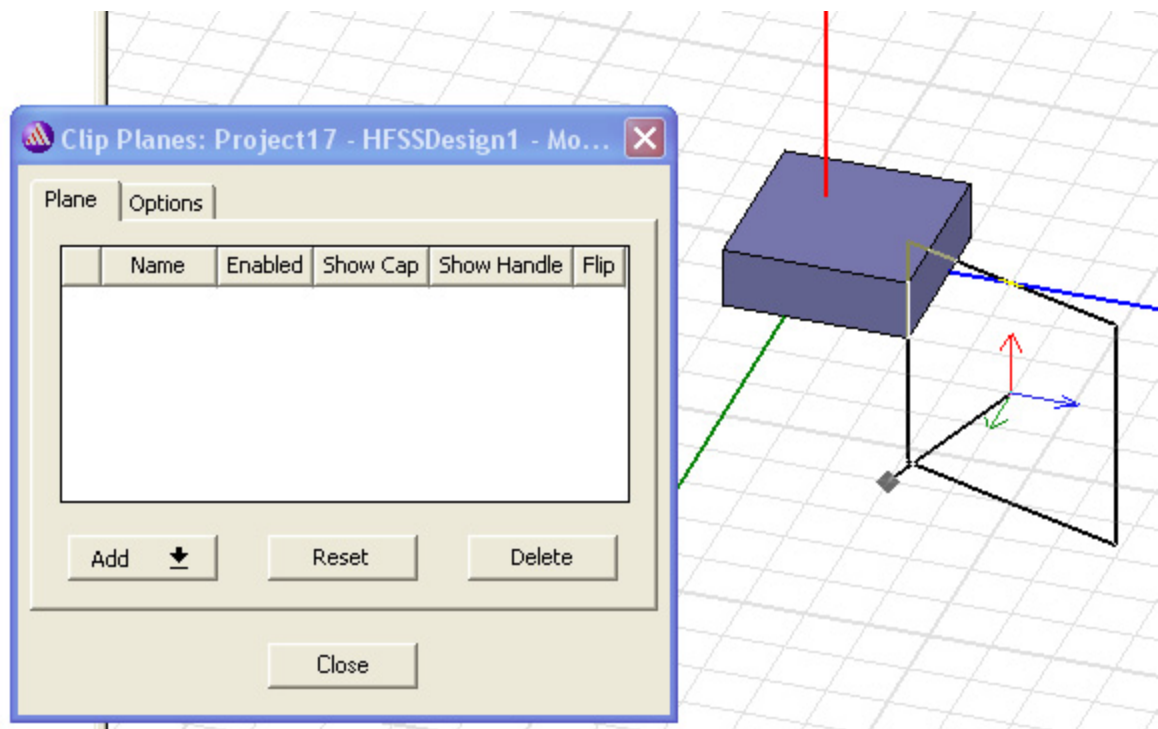 Clip Planes: Project17 - HFSSDesign1 - Mo...
Plane Options
Name Enabled Show Cap Show Handle Flip
Add Reset Delete
Close